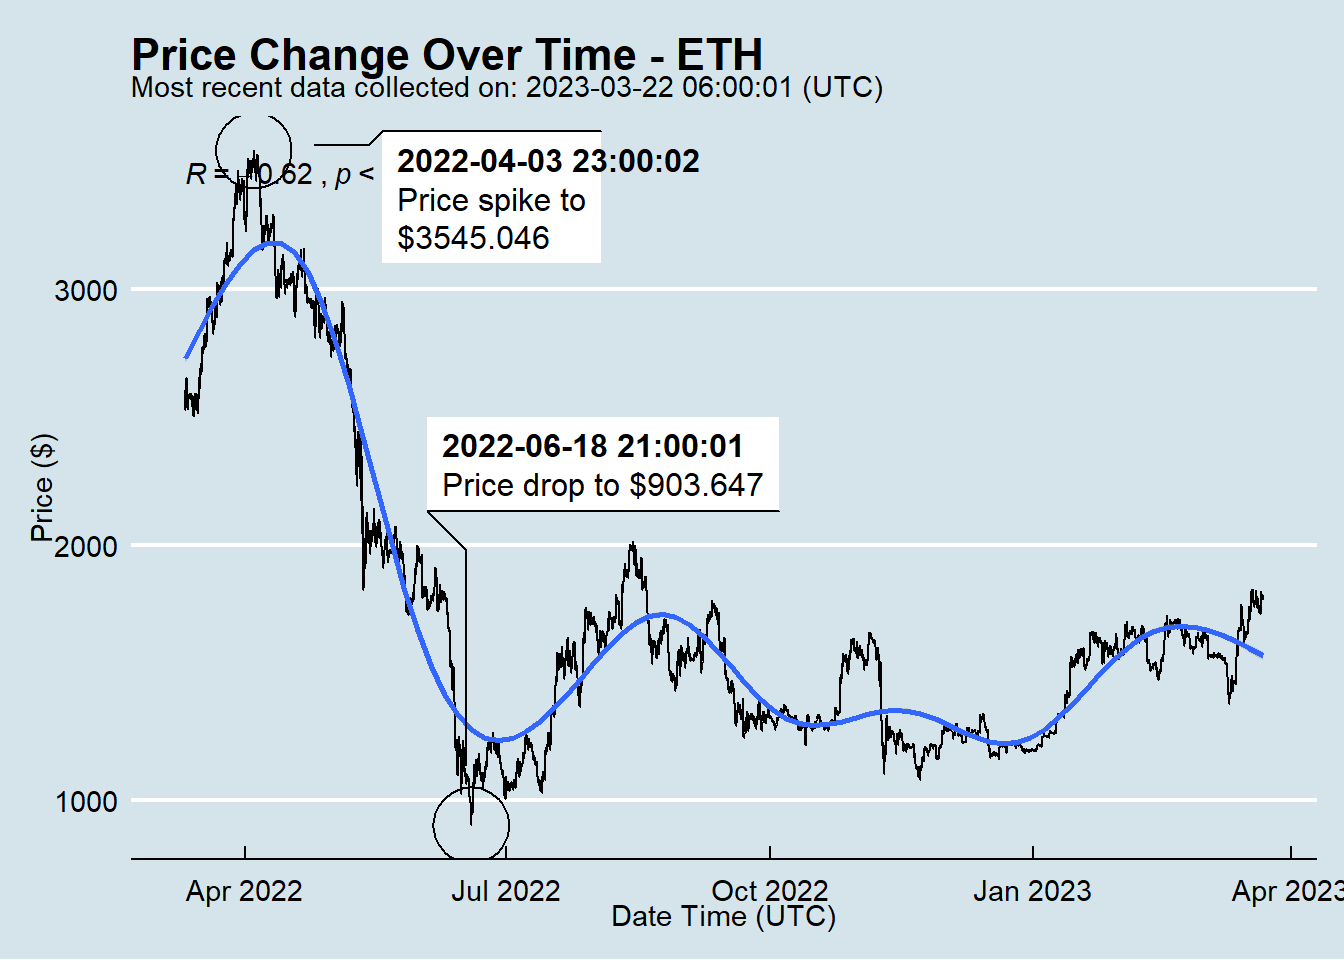 Price Change Over Time - ETH
Most recent data collected on: 2023-03-22 06:00:01 (UTC)
R = −0.62 , p <
2022-04-03 23:00:02
Price spike to
$3545.046
3000
2022-06-18 21:00:01
Price drop to $903.647
Price ($)
2000
1000
Apr 2022 Jul 2022 Oct 2022 Jan 2023 Apr 2023
Date Time (UTC)